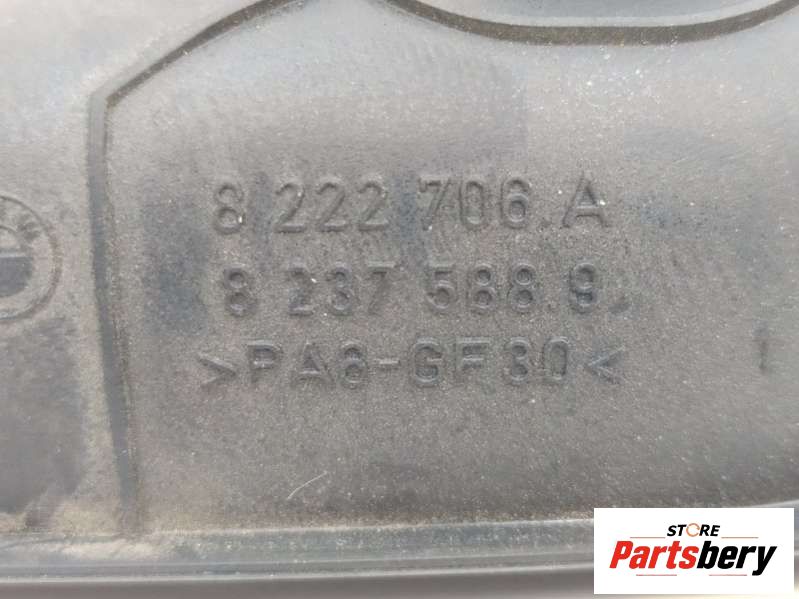 8 222 706.A
8 237 588.9
>PA6-GF30<
STORE
Partsbery